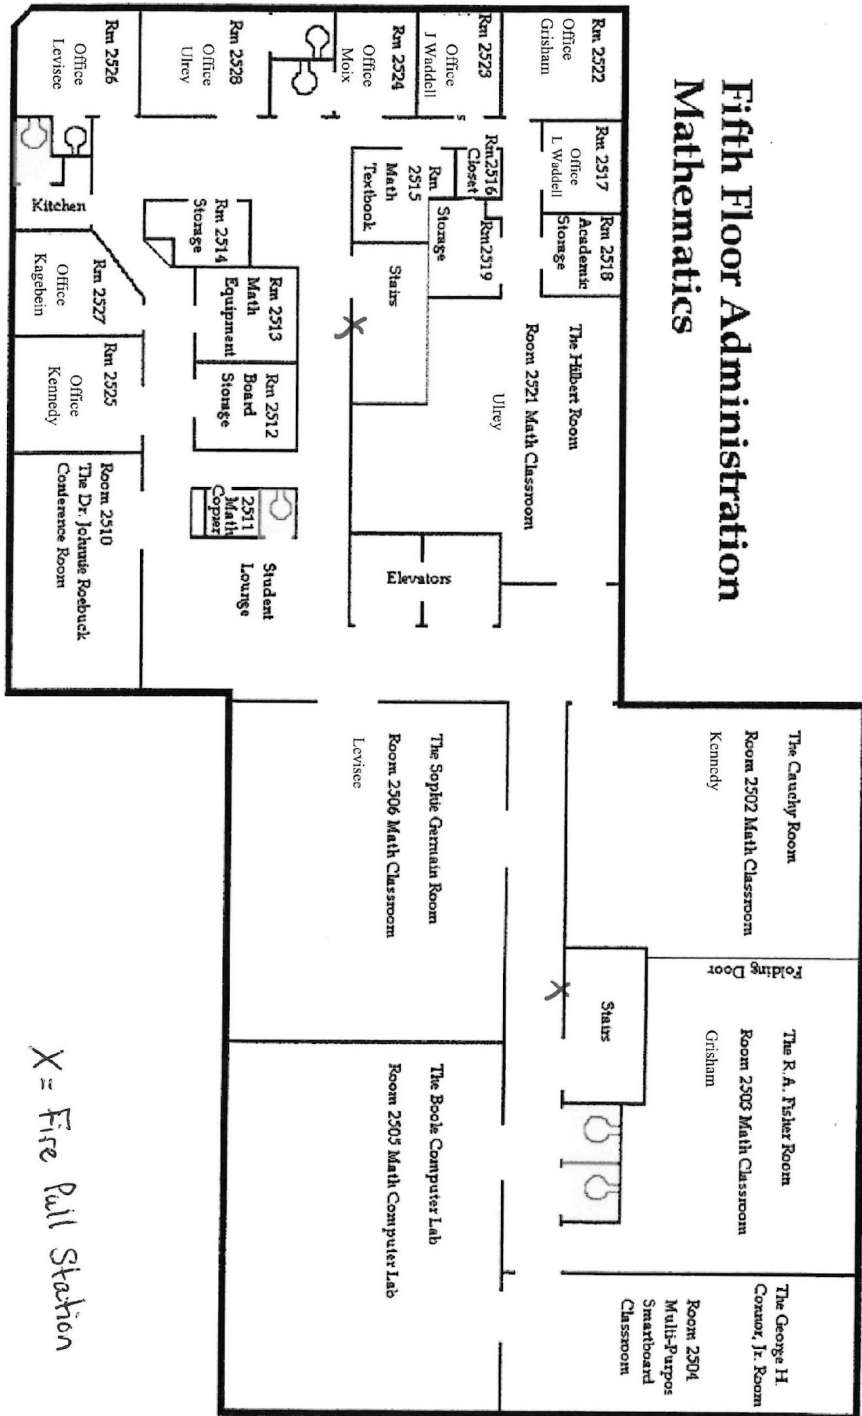 Fifth Floor Administration
Mathematics
Rm 2522
Office
Grisham
Rm 2523
Office
J Waddell
Rm 2524
Office
Moix
Rm 2528
Office
Ulrey
Rm 2526
Office
Levisee
Rm 2517
Office
L Waddell
Rm 2518
Academic
Storage
Rm2516
Closet
Rm2519
Storage
Rm
2515
Math
Textbook
Stairs
Rm 2514
Storage
Kitchen
Rm 2527
Office
Kagebein
Rm 2513
Math
Equipment
Rm 2512
Board
Storage
Rm 2525
Office
Kennedy
The Hilbert Room
Room 2521 Math Classroom
Ulrey
X
Elevators
2511
Math
Copier
Student
Lounge
Room 2510
The Dr. Johnnie Roebuck
Conference Room
The Cauchy Room
Room 2502 Math Classroom
Kennedy
Folding Door
The R.A. Fisher Room
Room 2503 Math Classroom
Grisham
Stairs
X
The Sophie Germain Room
Room 2506 Math Classroom
Levisee
The Boole Computer Lab
Room 2505 Math Computer Lab
The George H.
Connor, Jr. Room
Room 2504
Multi-Purpos
Smartboard
Classroom
X = Fire Pull Station